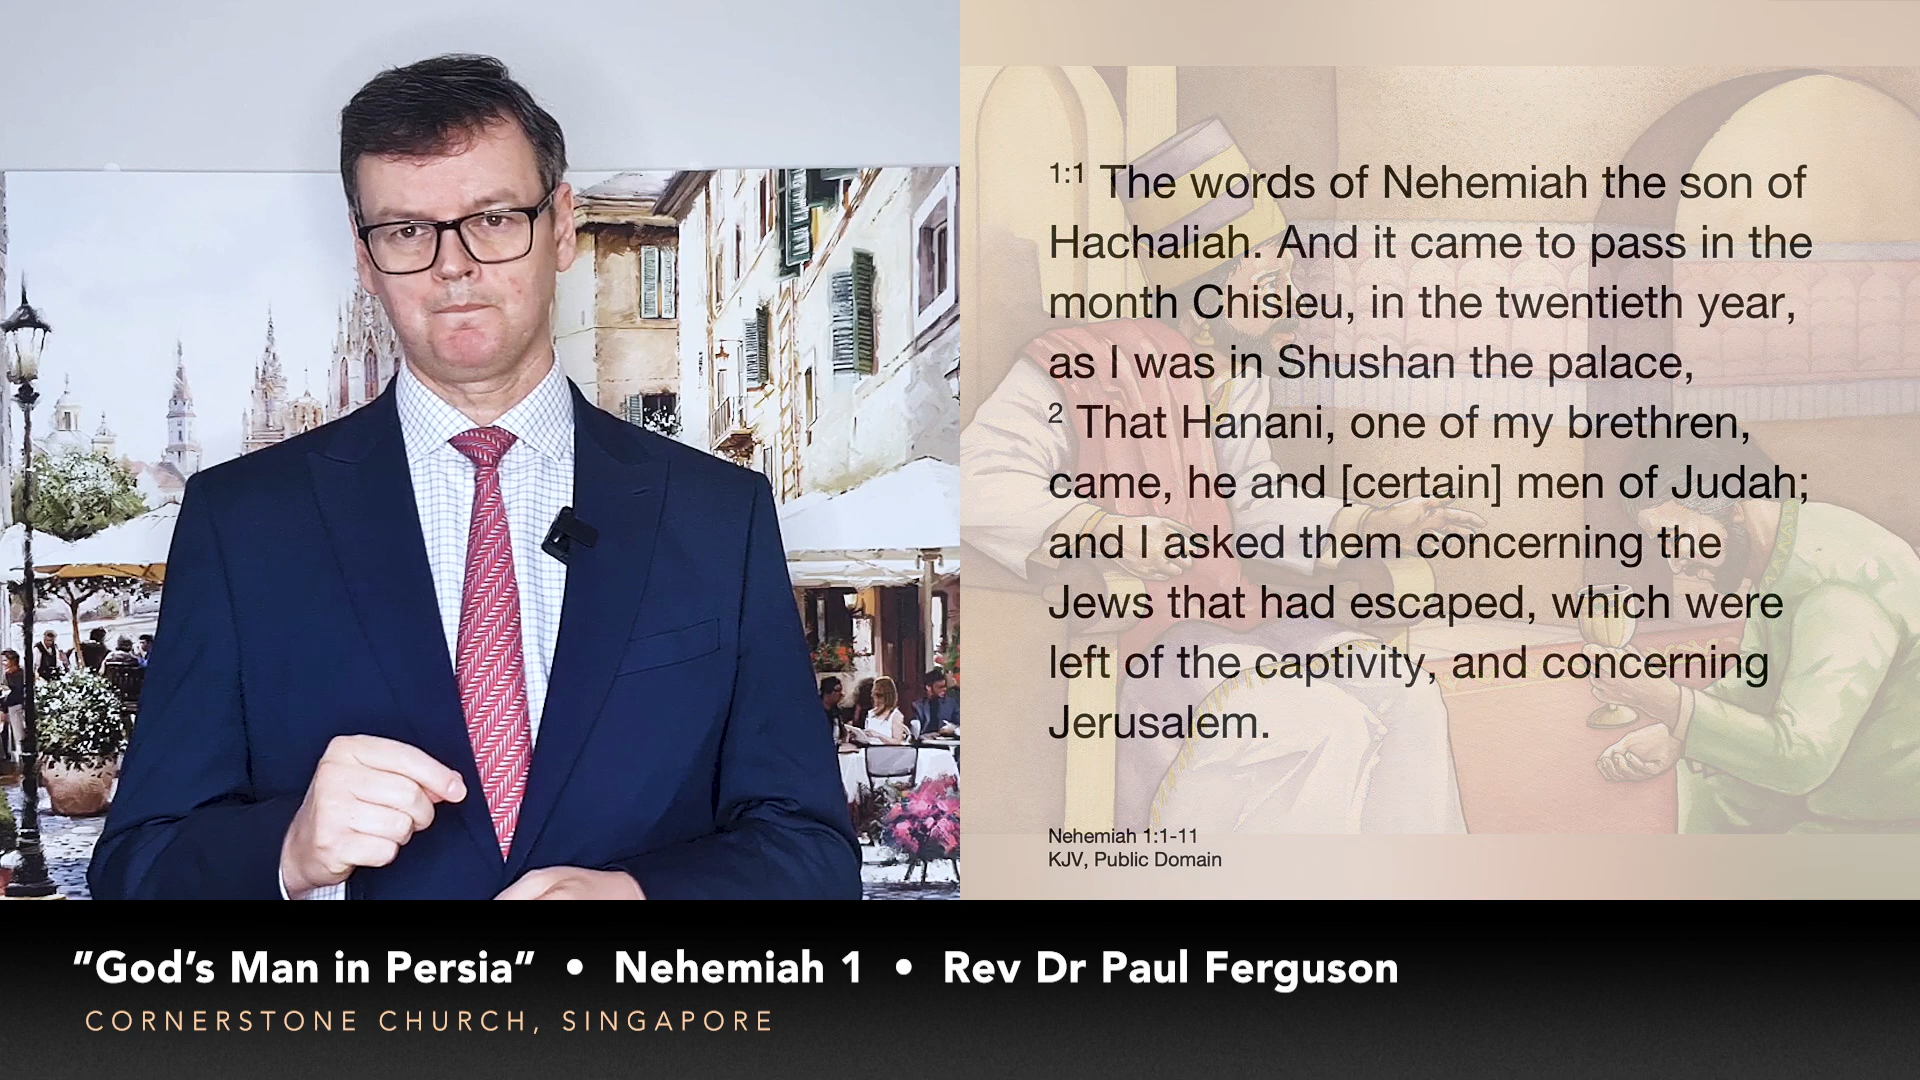 1:1 The words of Nehemiah the son of
Hachaliah. And it came to pass in the
month Chisleu, in the twentieth year,
as I was in Shushan the palace,
2 That Hanani, one of my brethren,
came, he and [certain] men of Judah;
and I asked them concerning the
Jews that had escaped, which were
left of the captivity, and concerning
Jerusalem.
Nehemiah 1:1-11
KJV, Public Domain
"God's Man in Persia" • Nehemiah 1 • Rev Dr Paul Ferguson
CORNERSTONE CHURCH, SINGAPORE